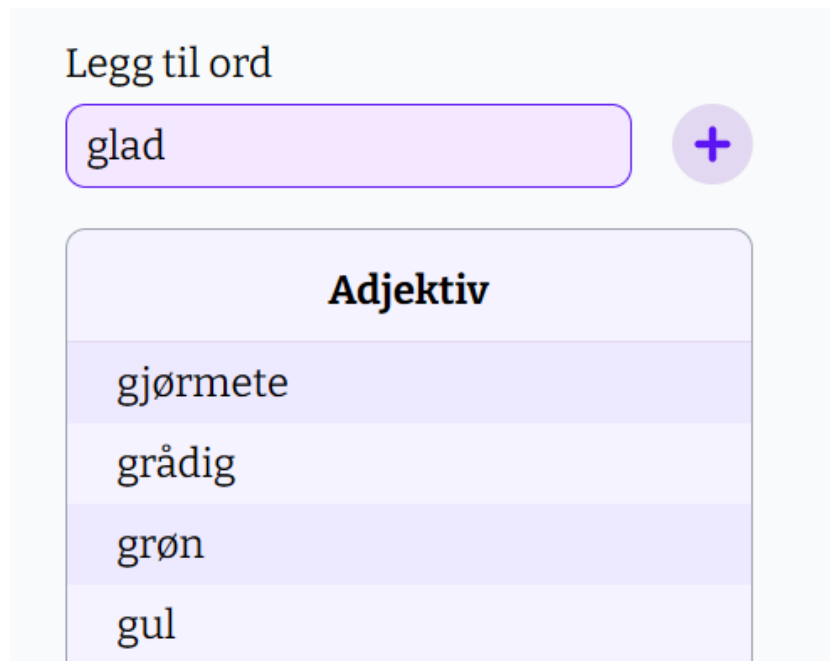 Legg til ord
glad
Adjektiv
gjørmete
grådig
grøn
gul